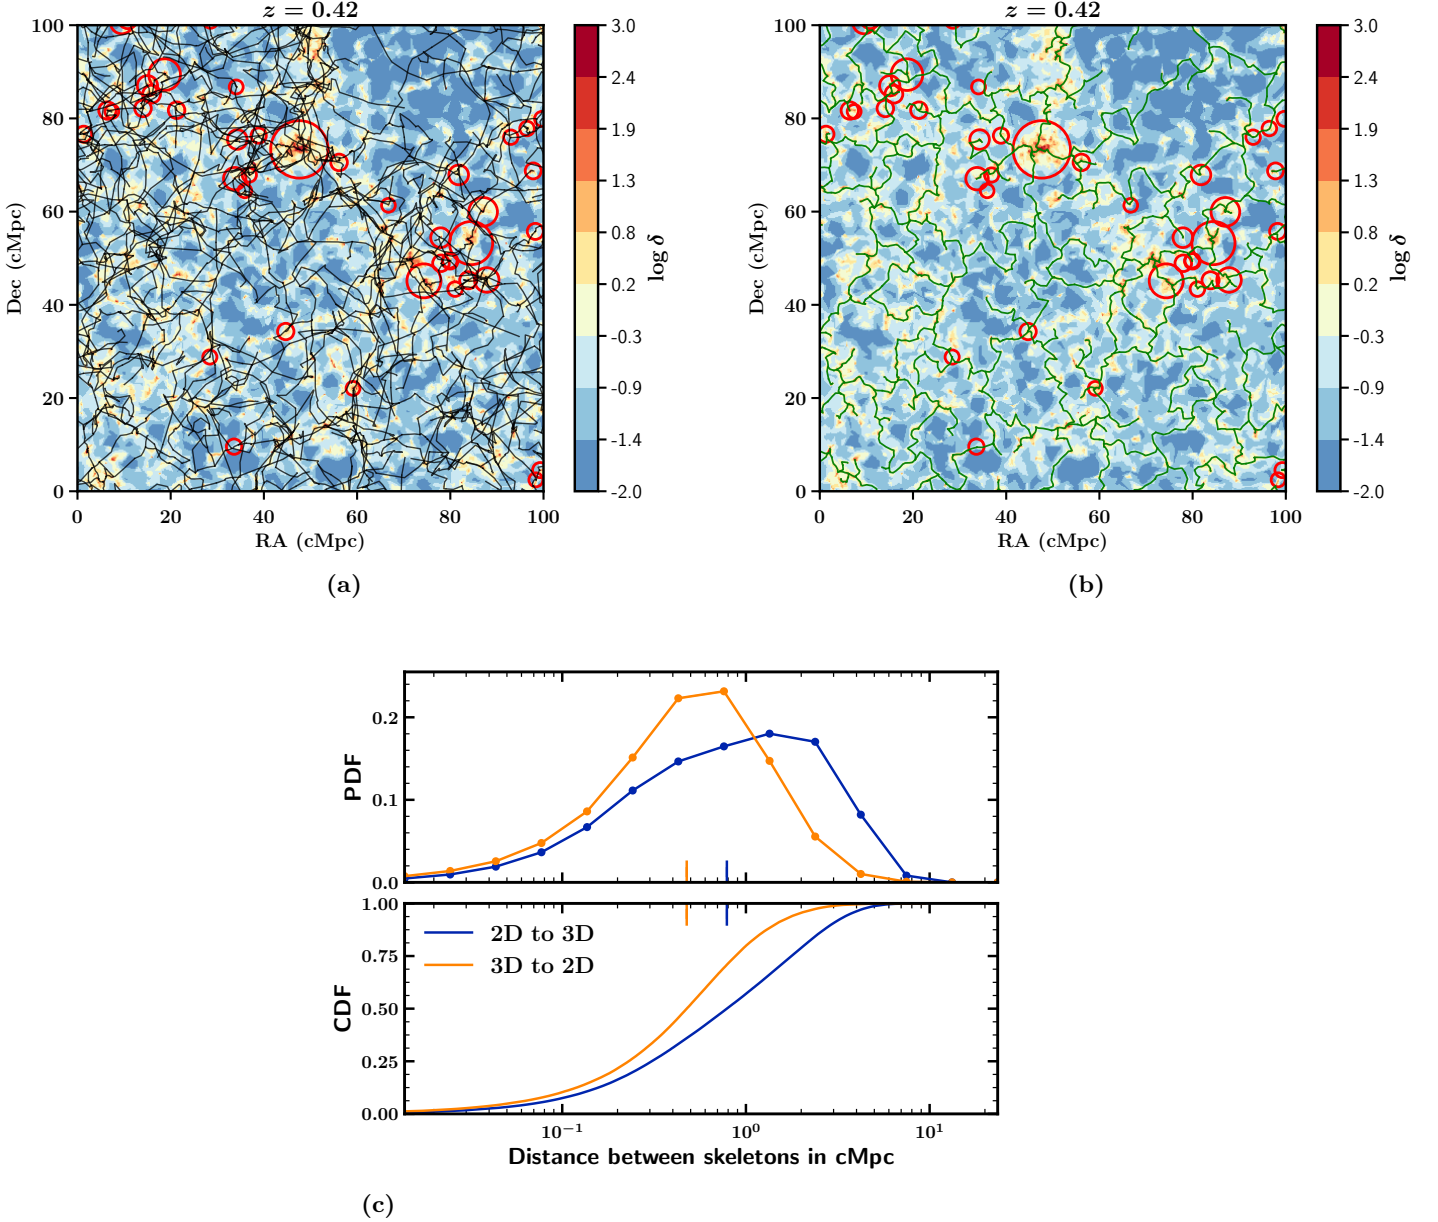 z = 0.42
100
80
60
40
20
0
Dec (cMpc)
0 20 40 60 80 100
RA (cMpc)
3.0
2.4
1.9
1.3
0.8
0.2
-0.3
-0.9
-1.4
-2.0
log δ
(a)
z = 0.42
100
80
60
40
20
0
Dec (cMpc)
0 20 40 60 80 100
RA (cMpc)
3.0
2.4
1.9
1.3
0.8
0.2
-0.3
-0.9
-1.4
-2.0
log δ
(b)
0.2
0.1
0.0
PDF
1.00
0.75
0.50
0.25
0.00
CDF
2D to 3D
3D to 2D
10⁻¹ 10⁰ 10¹
Distance between skeletons in cMpc
(c)